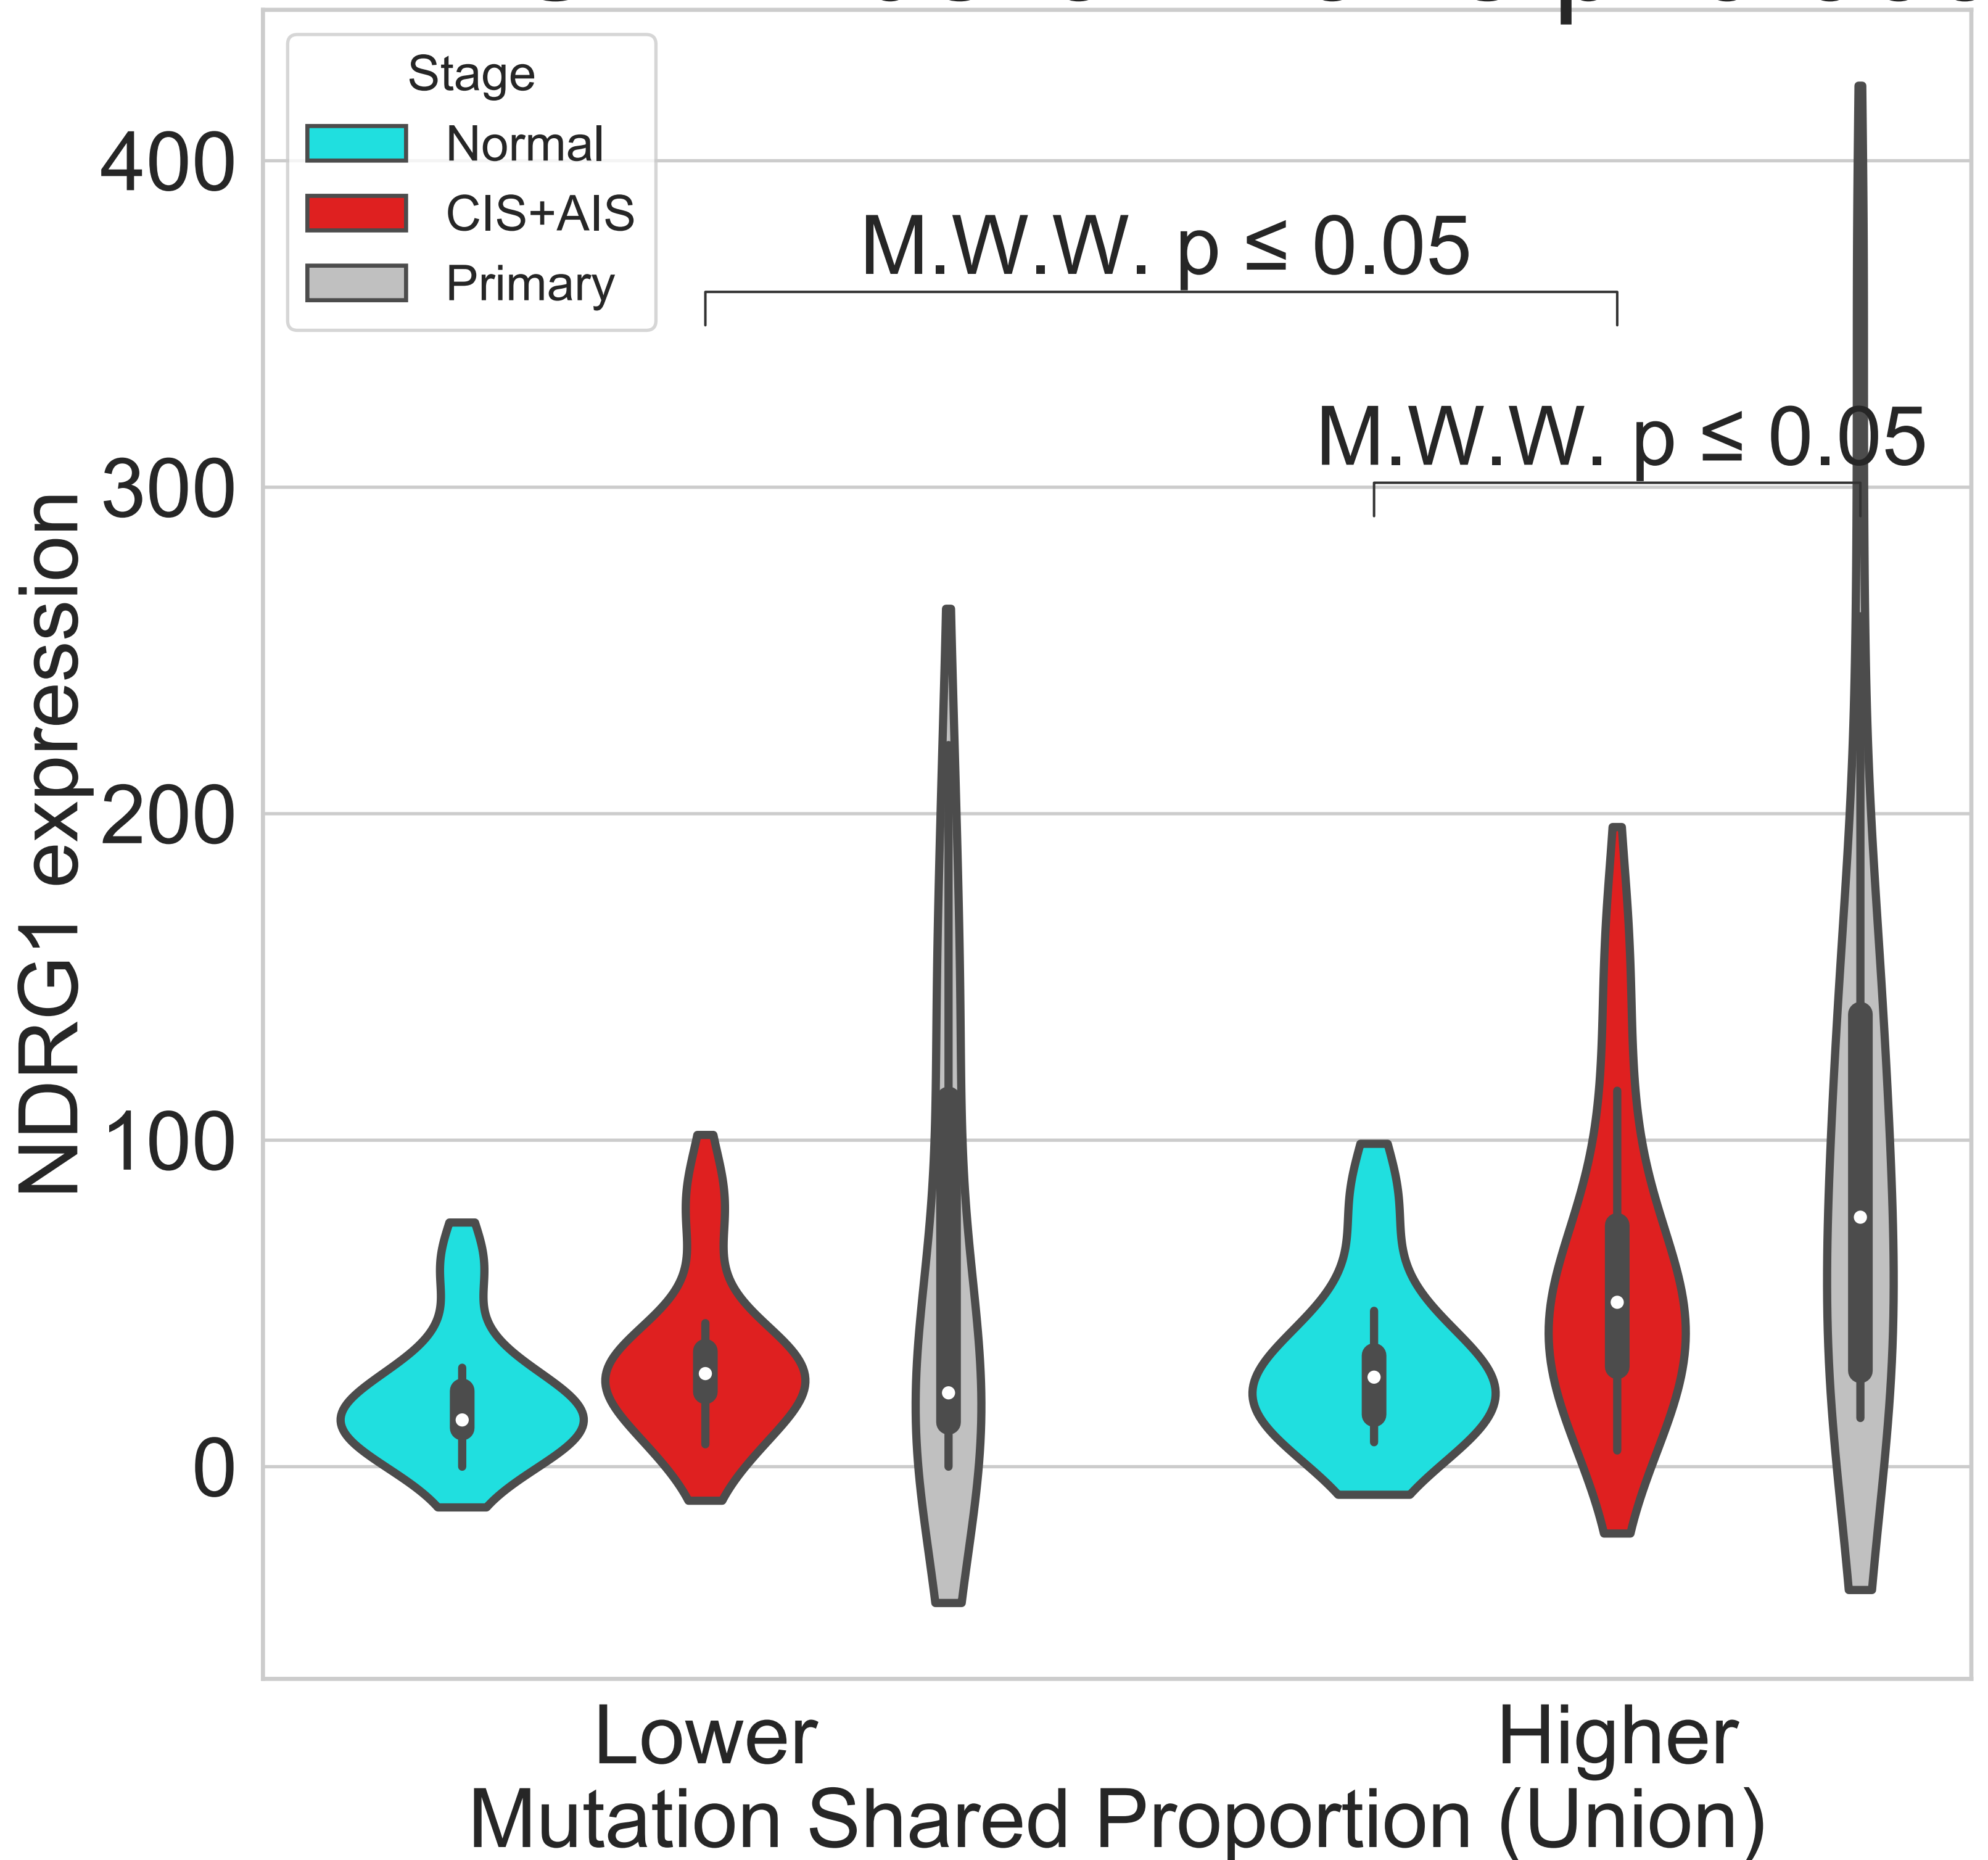 Stage
Normal
CIS+AIS
Primary
M.W.W. p ≤ 0.05
M.W.W. p ≤ 0.05
400
300
200
100
0
NDRG1 expression
Lower
Higher
Mutation Shared Proportion (Union)